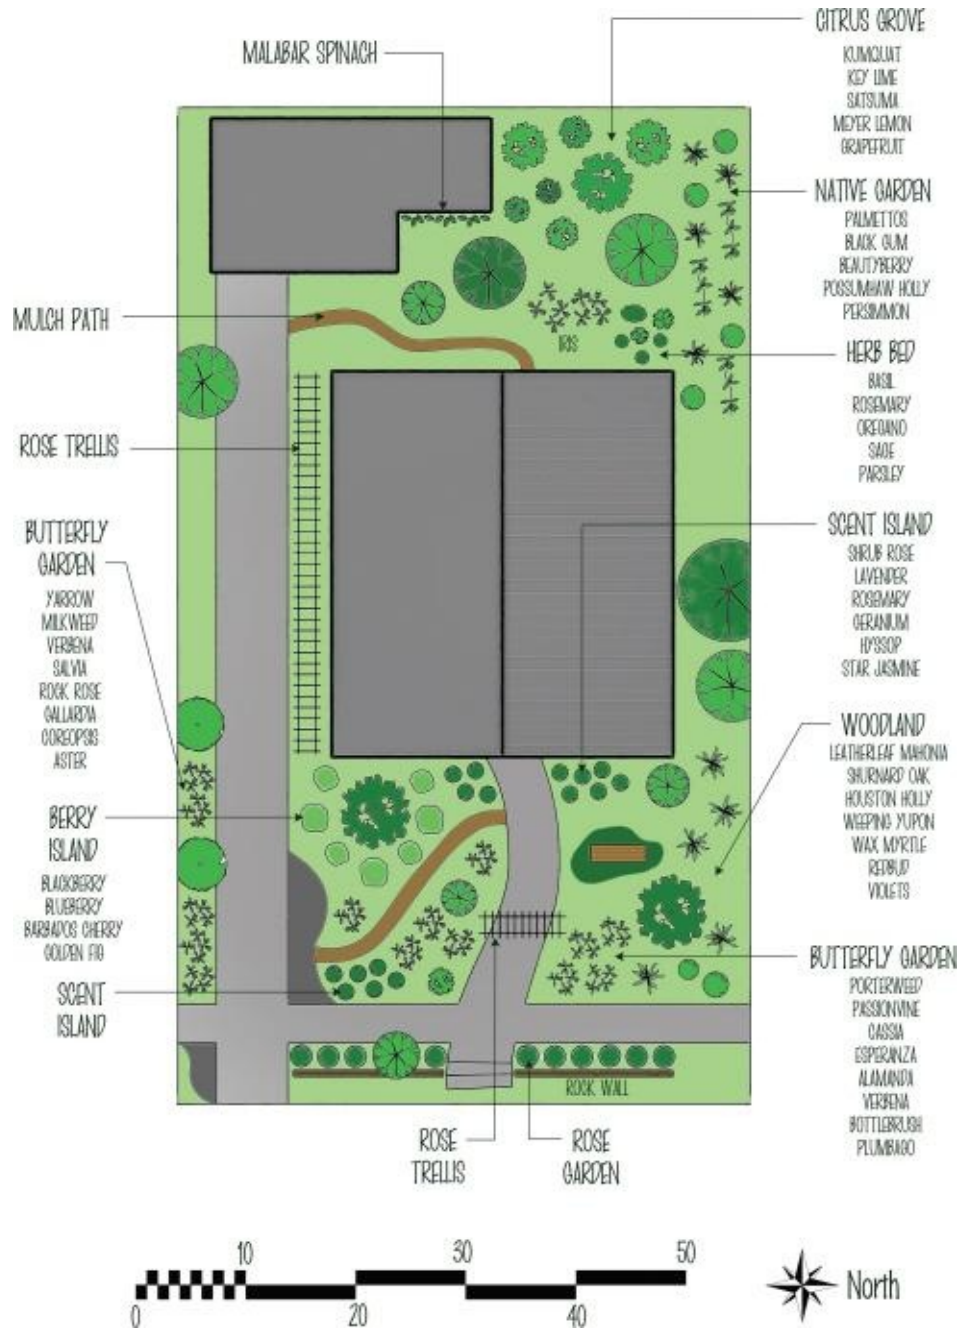 CITRUS GROVE
KUMQUAT
KEY LIME
SATSUMA
MEYER LEMON
GRAPEFRUIT
MALABAR SPINACH
NATIVE GARDEN
PALMETTOS
BLACK GUM
BEAUTYBERRY
POSSUMHAW HOLLY
PERSIMMON
MULCH PATH
IRIS
HERB BED
BASIL
ROSEMARY
OREGANO
SAGE
PARSLEY
ROSE TRELLIS
BUTTERFLY
GARDEN
YARROW
MILKWEED
VERBENA
SALVIA
ROCK ROSE
GALLARDIA
COREOPSIS
ASTER
SCENT ISLAND
SHRUB ROSE
LAVENDER
ROSEMARY
GERANIUM
HYSSOP
STAR JASMINE
WOODLAND
LEATHERLEAF MAHONIA
SHURNARD OAK
HOUSTON HOLLY
WEEPING YUPON
WAX MYRTLE
REDBUD
VIOLETS
BERRY
ISLAND
BLACKBERRY
BLUEBERRY
BARBADOS CHERRY
GOLDEN FIG
SCENT
ISLAND
BUTTERFLY GARDEN
PORTERWEED
PASSIONVINE
CASSIA
ESPERANZA
ALAMANDA
VERBENA
BOTTLEBRUSH
PLUMBAGO
ROCK WALL
ROSE
TRELLIS
ROSE
GARDEN
10 30 50
0 20 40
North